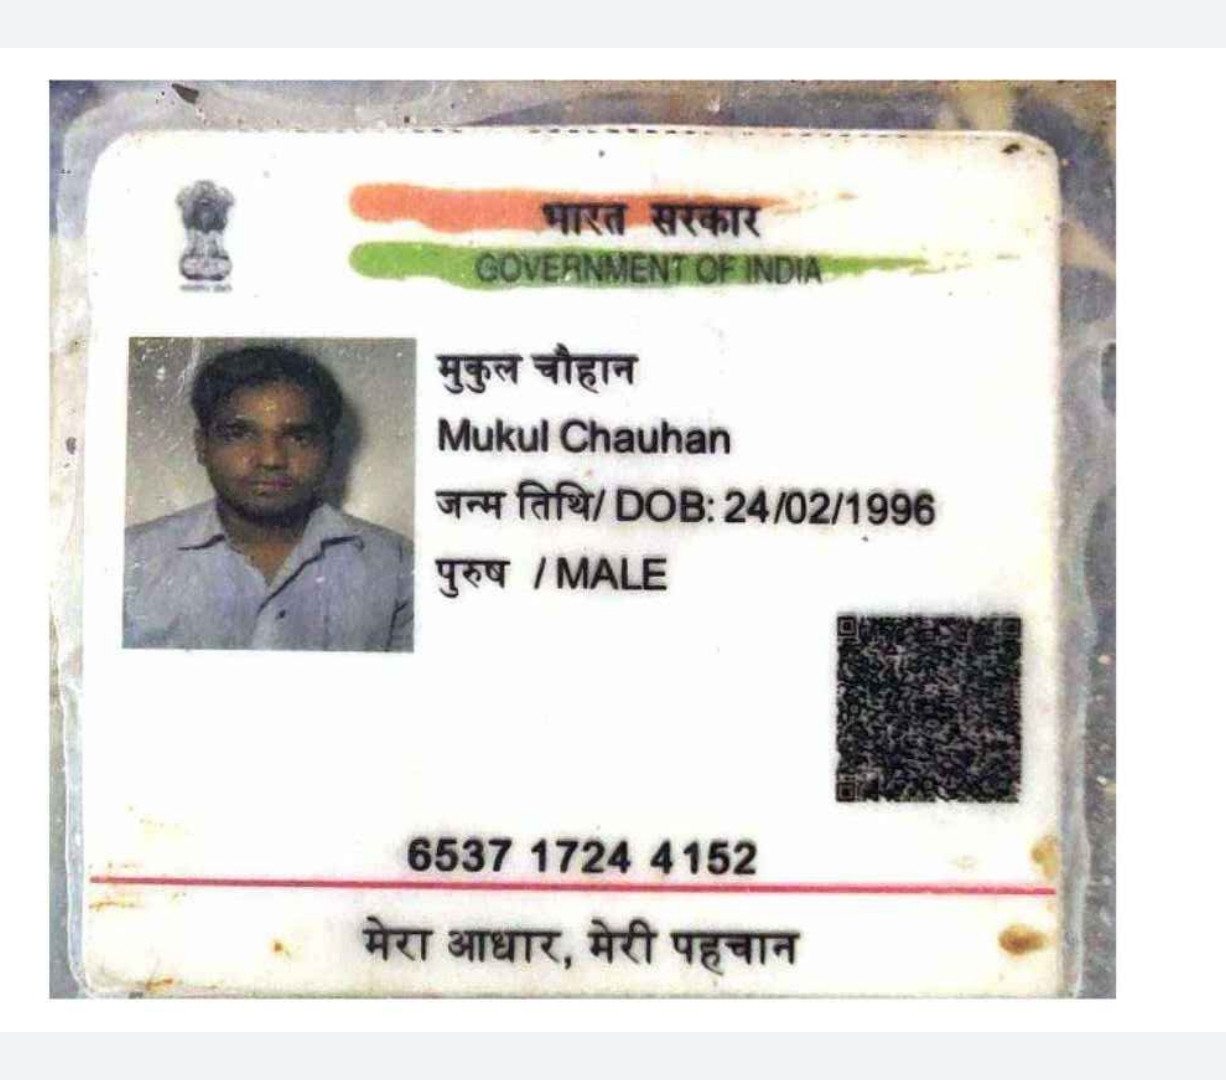 भारत सरकार
GOVERNMENT OF INDIA
मुकुल चौहान
Mukul Chauhan
जन्म तिथि/ DOB: 24/02/1996
पुरुष / MALE
6537 1724 4152
मेरा आधार, मेरी पहचान